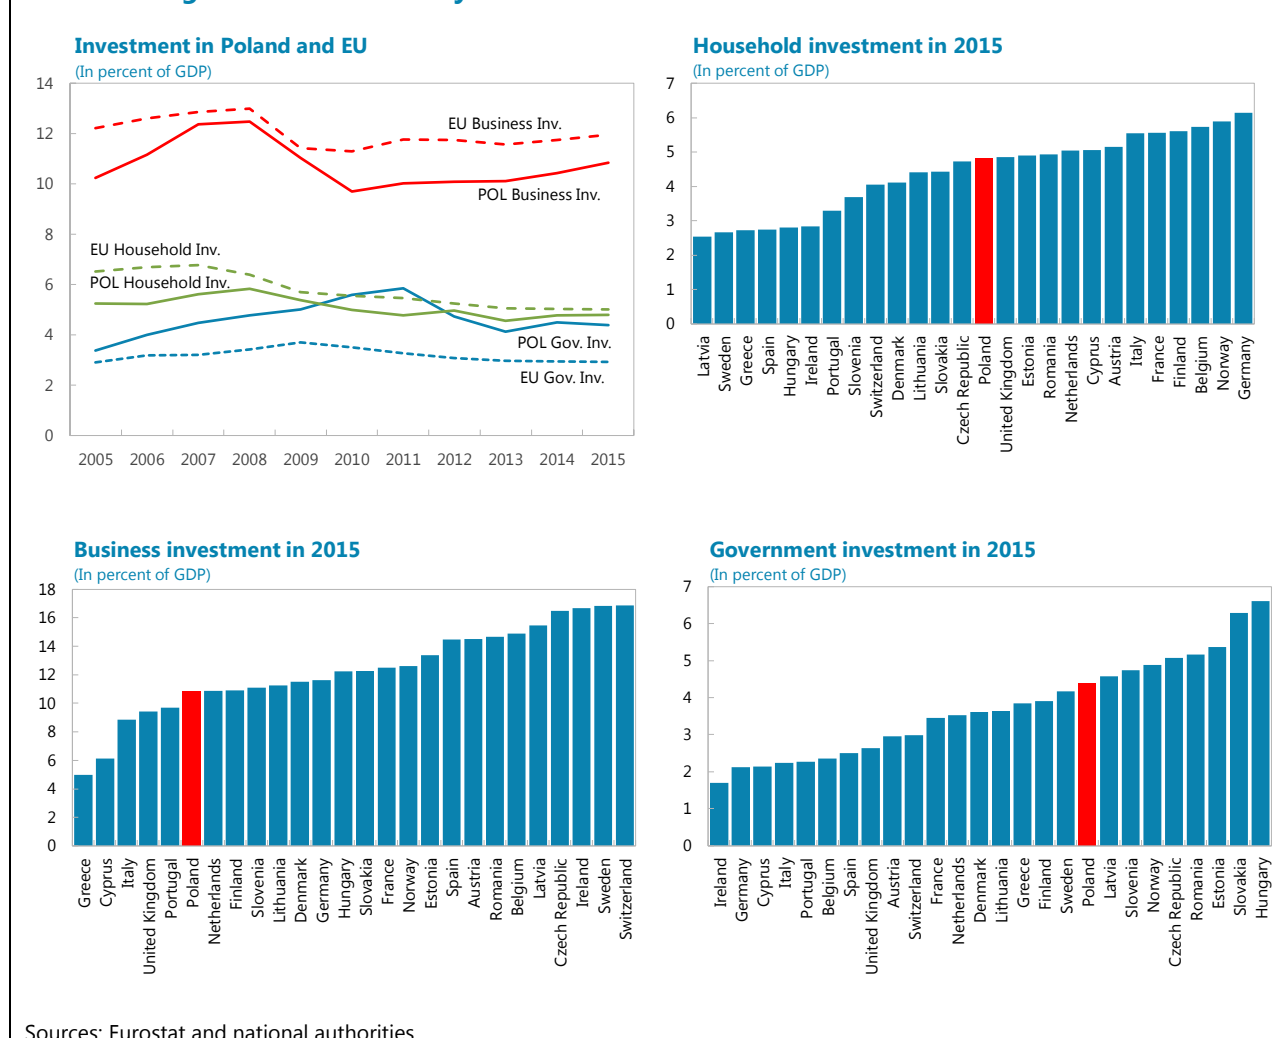 Investment in Poland and EU
(In percent of GDP)
14
12
10
8
6
4
2
0
EU Business Inv.
POL Business Inv.
EU Household Inv.
POL Household Inv.
POL Gov. Inv.
EU Gov. Inv.
2005 2006 2007 2008 2009 2010 2011 2012 2013 2014 2015
Household investment in 2015
(In percent of GDP)
7
6
5
4
3
2
1
0
Latvia
Sweden
Greece
Spain
Hungary
Ireland
Portugal
Slovenia
Switzerland
Denmark
Lithuania
Slovakia
Czech Republic
Poland
United Kingdom
Estonia
Romania
Netherlands
Cyprus
Austria
Italy
France
Finland
Belgium
Norway
Germany
Business investment in 2015
(In percent of GDP)
18
16
14
12
10
8
6
4
2
0
Greece
Cyprus
Italy
United Kingdom
Portugal
Poland
Netherlands
Finland
Slovenia
Lithuania
Denmark
Germany
Hungary
Slovakia
France
Norway
Estonia
Spain
Austria
Romania
Belgium
Latvia
Czech Republic
Ireland
Sweden
Switzerland
Government investment in 2015
(In percent of GDP)
7
6
5
4
3
2
1
0
Ireland
Germany
Cyprus
Italy
Portugal
Belgium
Spain
United Kingdom
Austria
Switzerland
France
Netherlands
Denmark
Lithuania
Greece
Finland
Sweden
Poland
Latvia
Slovenia
Norway
Czech Republic
Romania
Estonia
Slovakia
Hungary
Sources: Eurostat and national authorities